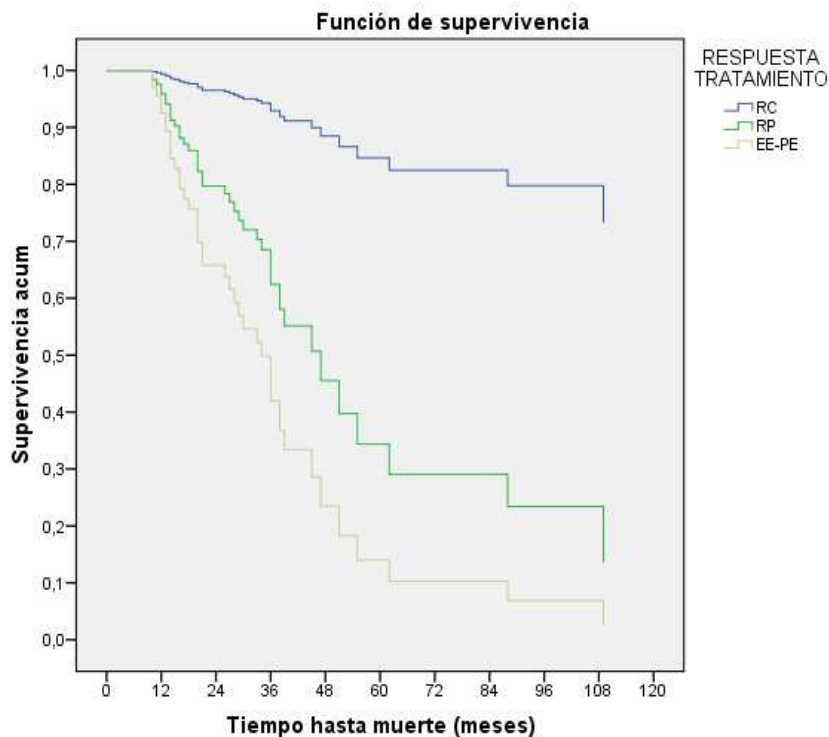 Función de supervivencia
RESPUESTA
TRATAMIENTO
RC
RP
EE-PE
Supervivencia acum
1,0
0,9
0,8
0,7
0,6
0,5
0,4
0,3
0,2
0,1
0,0
0 12 24 36 48 60 72 84 96 108 120
Tiempo hasta muerte (meses)